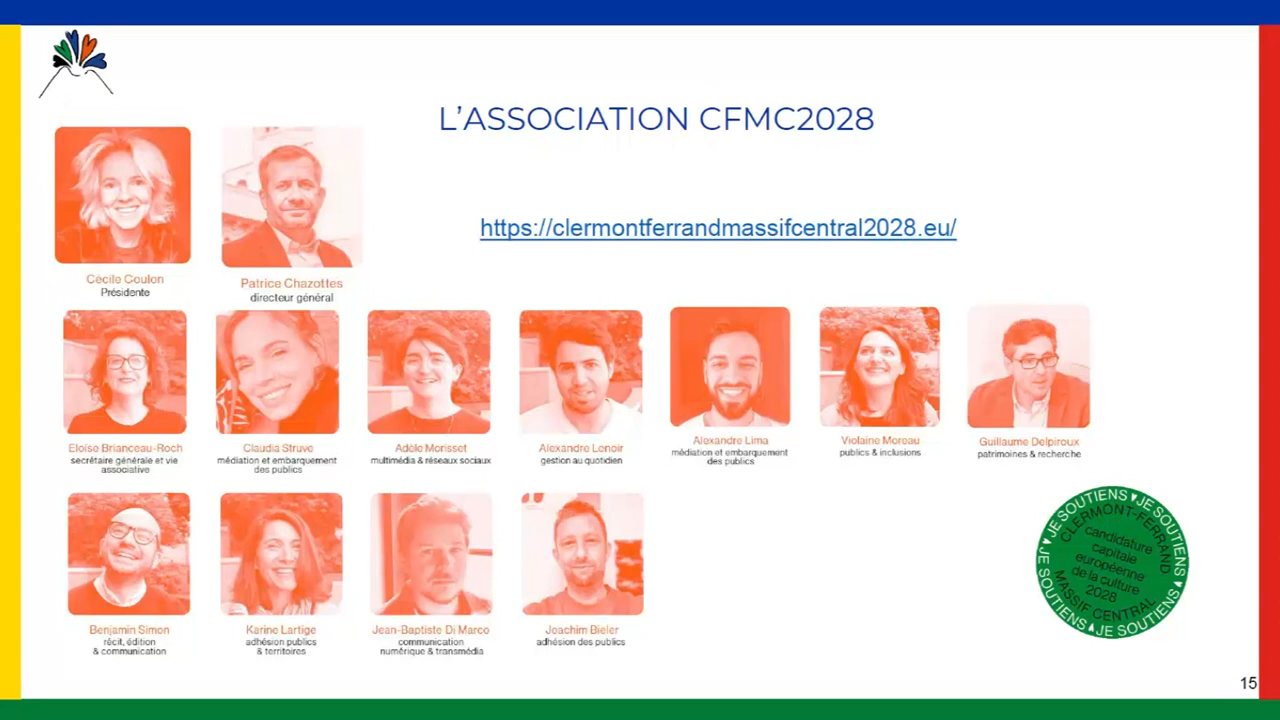 L'ASSOCIATION CFMC2028
https://clermontferrandmassifcentral2028.eu/
Cécile Coulon
Présidente
Patrice Chazottes
directeur général
Eloïse Brianceau-Roch
secrétaire générale et vie
associative
Claudia Struve
médiation et embarquement
des publics
Adèle Morisset
multimédia & réseaux sociaux
Alexandre Lenoir
gestion au quotidien
Alexandre Lima
médiation et embarquement
des publics
Violaine Moreau
publics & inclusions
Guillaume Delpiroux
patrimoines & recherche
Benjamin Simon
récit, édition
& communication
Karine Lartige
adhésion publics
& territoires
Jean-Baptiste Di Marco
communication
numérique & transmédia
Joachim Bieler
adhésion des publics
JE SOUTIENS JE SOUTIENS JE SOUTIENS JE SOUTIENS
CLERMONT-FERRAND
candidature
capitale
européenne
de la culture
2028
MASSIF CENTRAL
15